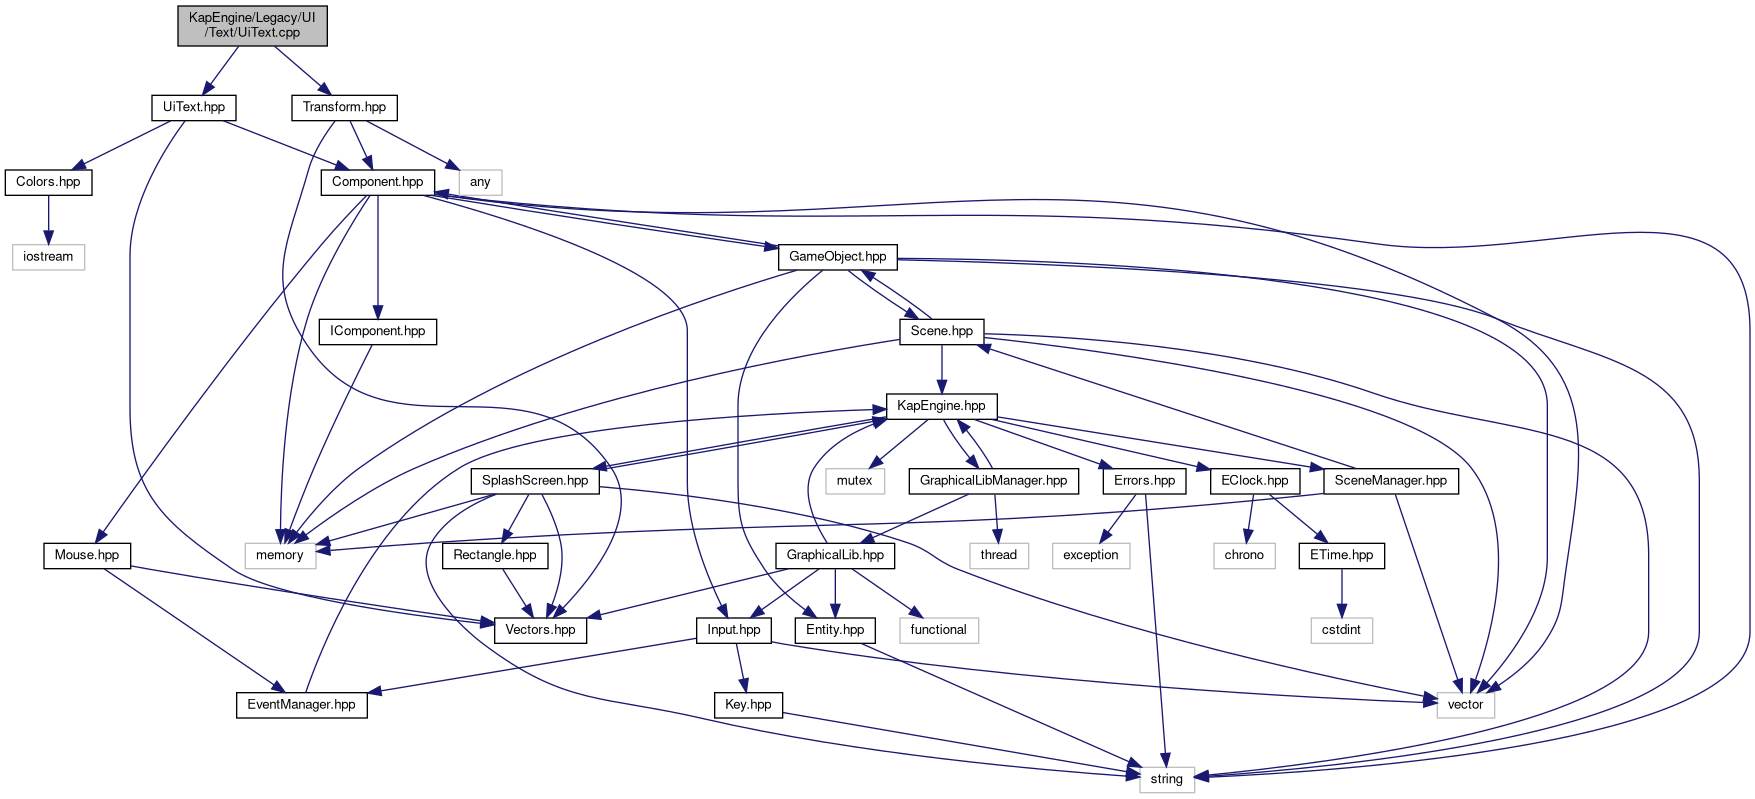 KapEngine/Legacy/UI
/Text/UiText.cpp
UiText.hpp
Transform.hpp
Colors.hpp
Component.hpp
any
iostream
GameObject.hpp
IComponent.hpp
Scene.hpp
KapEngine.hpp
SplashScreen.hpp
mutex
GraphicalLibManager.hpp
Errors.hpp
EClock.hpp
SceneManager.hpp
Mouse.hpp
memory
Rectangle.hpp
GraphicalLib.hpp
thread
exception
chrono
ETime.hpp
Vectors.hpp
Input.hpp
Entity.hpp
functional
cstdint
EventManager.hpp
Key.hpp
vector
string